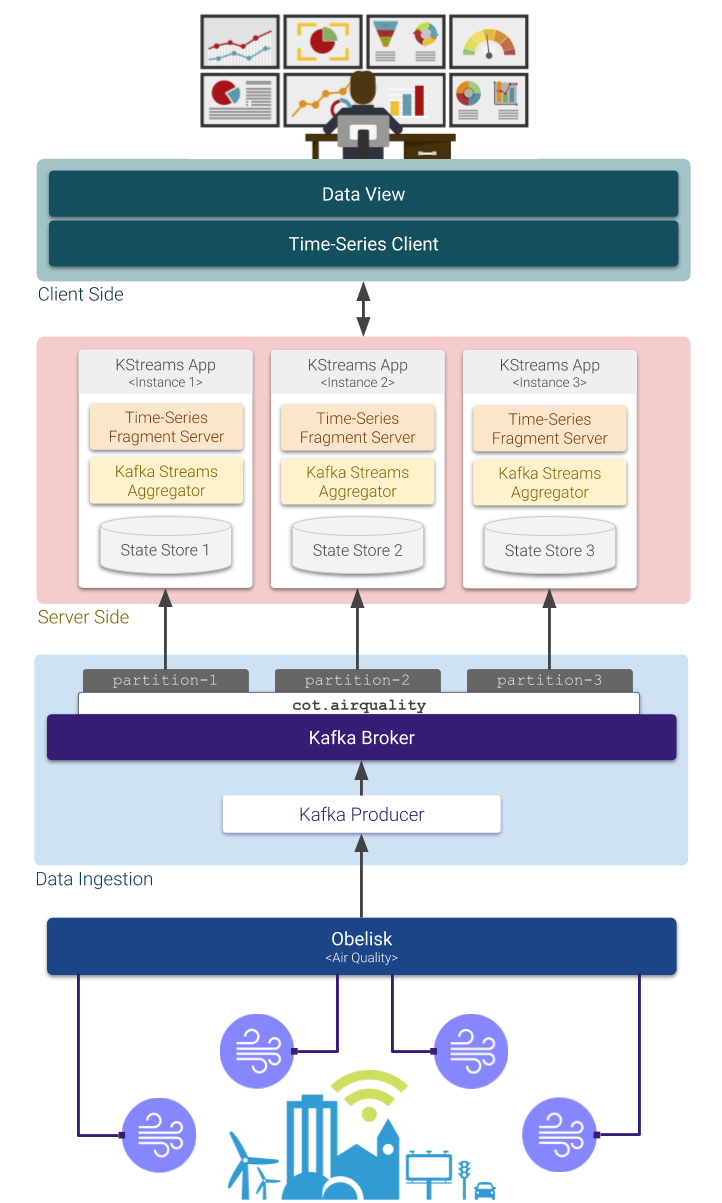 Data View
Time-Series Client
Client Side
KStreams App
<Instance 1>
Time-Series
Fragment Server
Kafka Streams
Aggregator
State Store 1
KStreams App
<Instance 2>
Time-Series
Fragment Server
Kafka Streams
Aggregator
State Store 2
KStreams App
<Instance 3>
Time-Series
Fragment Server
Kafka Streams
Aggregator
State Store 3
Server Side
partition-1
partition-2
partition-3
cot.airquality
Kafka Broker
Kafka Producer
Data Ingestion
Obelisk
<Air Quality>